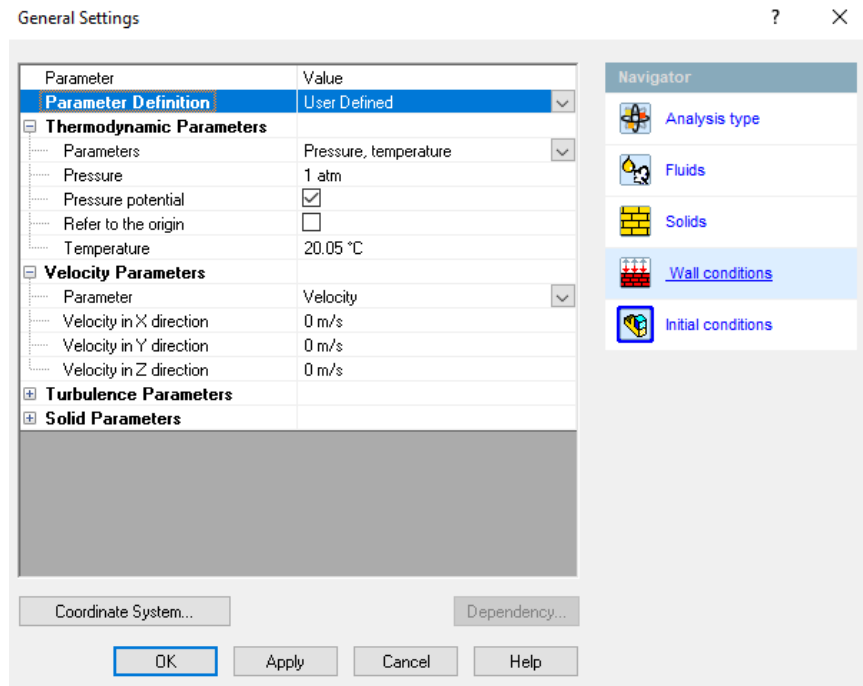 General Settings
?
Parameter Value
Parameter Definition User Defined
Thermodynamic Parameters
Parameters Pressure, temperature
Pressure 1 atm
Pressure potential
Refer to the origin
Temperature 20.05 °C
Velocity Parameters
Parameter Velocity
Velocity in X direction 0 m/s
Velocity in Y direction 0 m/s
Velocity in Z direction 0 m/s
Turbulence Parameters
Solid Parameters
Navigator
Analysis type
Fluids
Solids
Wall conditions
Initial conditions
Coordinate System... Dependency...
OK Apply Cancel Help